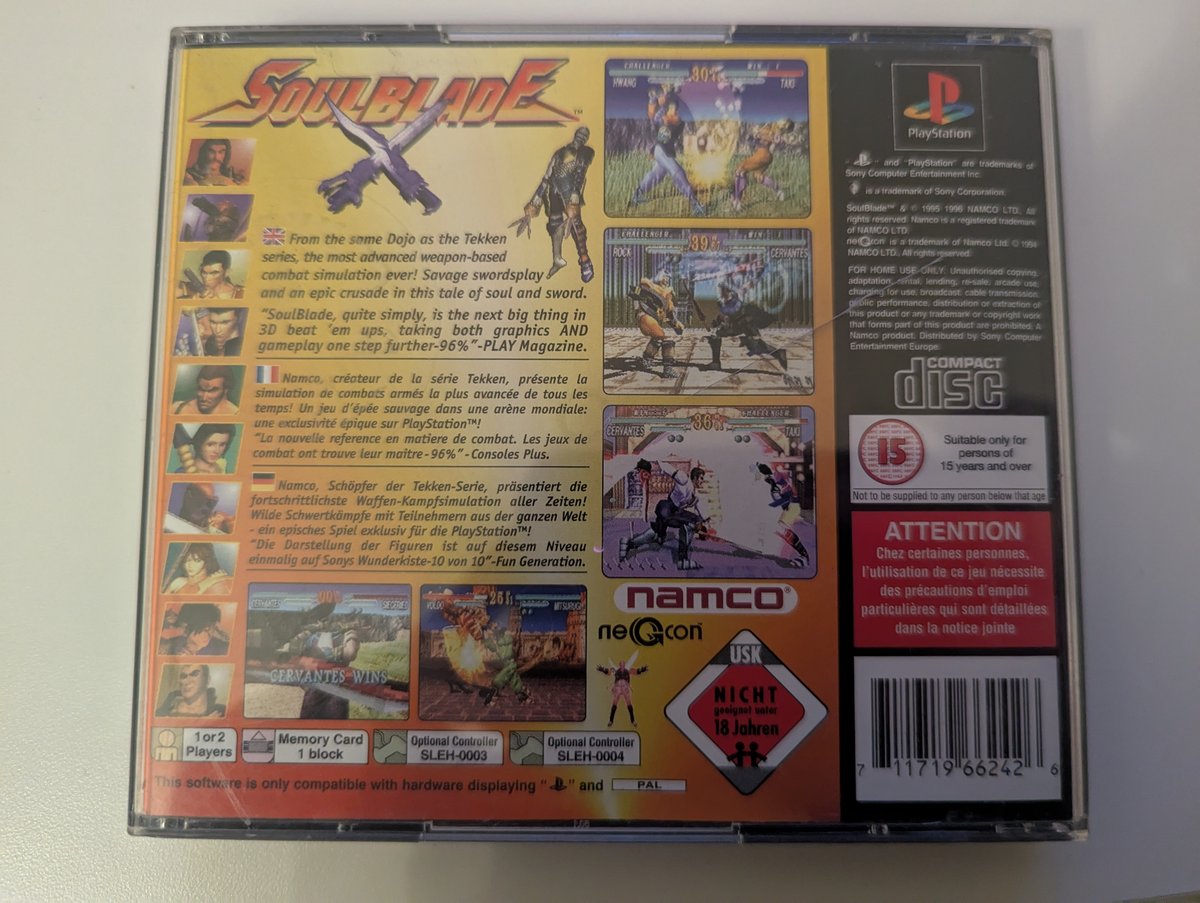 SOULBLADE™
From the same Dojo as the Tekken
series, the most advanced weapon-based
combat simulation ever! Savage swordsplay
and an epic crusade in this tale of soul and sword.
"SoulBlade, quite simply, is the next big thing in
3D beat 'em ups, taking both graphics AND
gameplay one step further-96%"-PLAY Magazine.
Namco, créateur de la série Tekken, présente la
simulation de combats armés la plus avancée de tous les
temps! Un jeu d'épée sauvage dans une arène mondiale:
une exclusivité épique sur PlayStation™!
"La nouvelle reference en matiere de combat. Les jeux de
combat ont trouve leur maître-96%"-Consoles Plus.
Namco, Schöpfer der Tekken-Serie, präsentiert die
fortschrittlichste Waffen-Kampfsimulation aller Zeiten!
Wilde Schwertkämpfe mit Teilnehmern aus der ganzen Welt
- ein episches Spiel exklusiv für die PlayStation™!
"Die Darstellung der Figuren ist auf diesem Niveau
einmalig auf Sonys Wunderkiste-10 von 10"-Fun Generation.
CERVANTES SIEGFRIED
CERVANTES WINS
VOLDO 25 MITSURUGI
1 or 2
Players
Memory Card
1 block
Optional Controller
SLEH-0003
Optional Controller
SLEH-0004
This software is only compatible with hardware displaying " " and PAL
CHALLENGER WIN
HWANG 30 TAKI
CHALLENGER
ROCK 39 CERVANTES
CHALLENGER
CERVANTES 36 TAKI
namco®
neGcon™
USK
NICHT
geeignet unter
18 Jahren
PlayStation
" " and "PlayStation" are trademarks of
Sony Computer Entertainment Inc.
is a trademark of Sony Corporation.
SoulBlade™ & © 1995 1996 NAMCO LTD. All
rights reserved. Namco is a registered trademark
of NAMCO LTD.
neGcon is a trademark of Namco Ltd. © 1994
NAMCO LTD. All rights reserved.
FOR HOME USE ONLY. Unauthorised copying,
adaptation, rental, lending, re-sale, arcade use,
charging for use, broadcast, cable transmission,
public performance, distribution or extraction of
this product or any trademark or copyright work
that forms part of this product are prohibited. A
Namco product. Distributed by Sony Computer
Entertainment Europe.
COMPACT
disc
15
Suitable only for
persons of
15 years and over
Not to be supplied to any person below that age
ATTENTION
Chez certaines personnes,
l'utilisation de ce jeu nécessite
des précautions d'emploi
particulières qui sont détaillées
dans la notice jointe
7 11719 66242 6